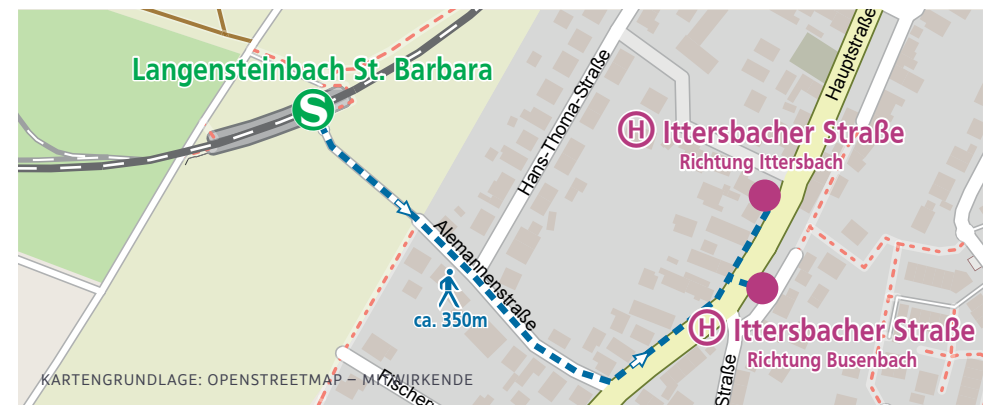 Langensteinbach St. Barbara
S
Hans-Thoma-Straße
Hauptstraße
H Ittersbacher Straße
Richtung Ittersbach
Alemannenstraße
ca. 350m
H Ittersbacher Straße
Richtung Busenbach
Straße
Fischer
KARTENGRUNDLAGE: OPENSTREETMAP – MITWIRKENDE